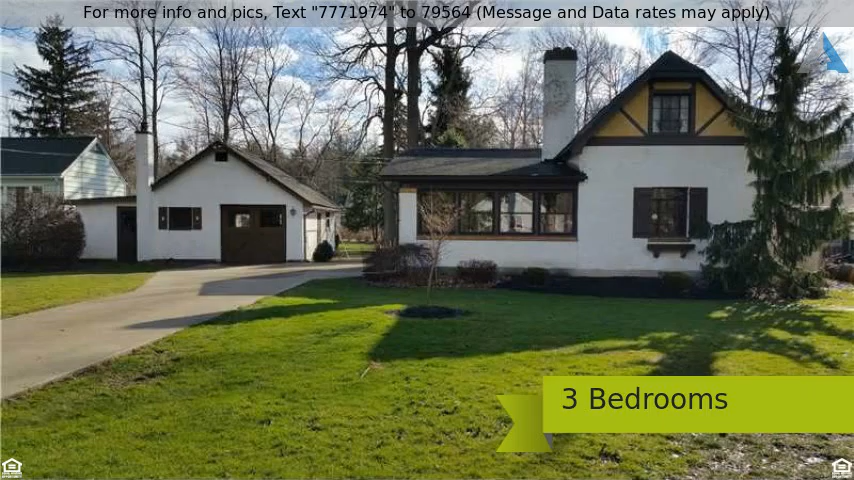 For more info and pics, Text "7771974" to 79564 (Message and Data rates may apply)
3 Bedrooms